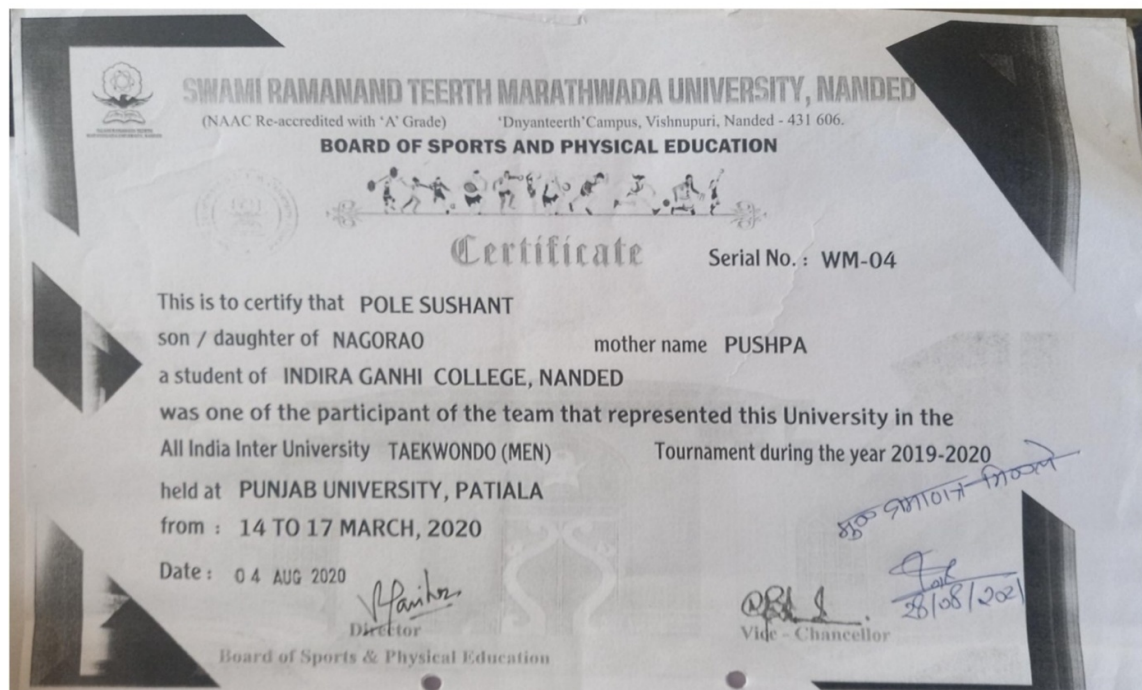 SWAMI RAMANAND TEERTH MARATHWADA UNIVERSITY, NANDED
(NAAC Re-accredited with 'A' Grade) 'Dnyanteerth' Campus, Vishnupuri, Nanded - 431 606.
BOARD OF SPORTS AND PHYSICAL EDUCATION
Certificate
Serial No. : WM-04
This is to certify that POLE SUSHANT
son / daughter of NAGORAO mother name PUSHPA
a student of INDIRA GANHI COLLEGE, NANDED
was one of the participant of the team that represented this University in the
All India Inter University TAEKWONDO (MEN) Tournament during the year 2019-2020
held at PUNJAB UNIVERSITY, PATIALA
मुळ प्रमाणपत्र मिळाले
from : 14 TO 17 MARCH, 2020
Date : 04 AUG 2020
28/08/2021
Director
Vice - Chancellor
Board of Sports & Physical Education